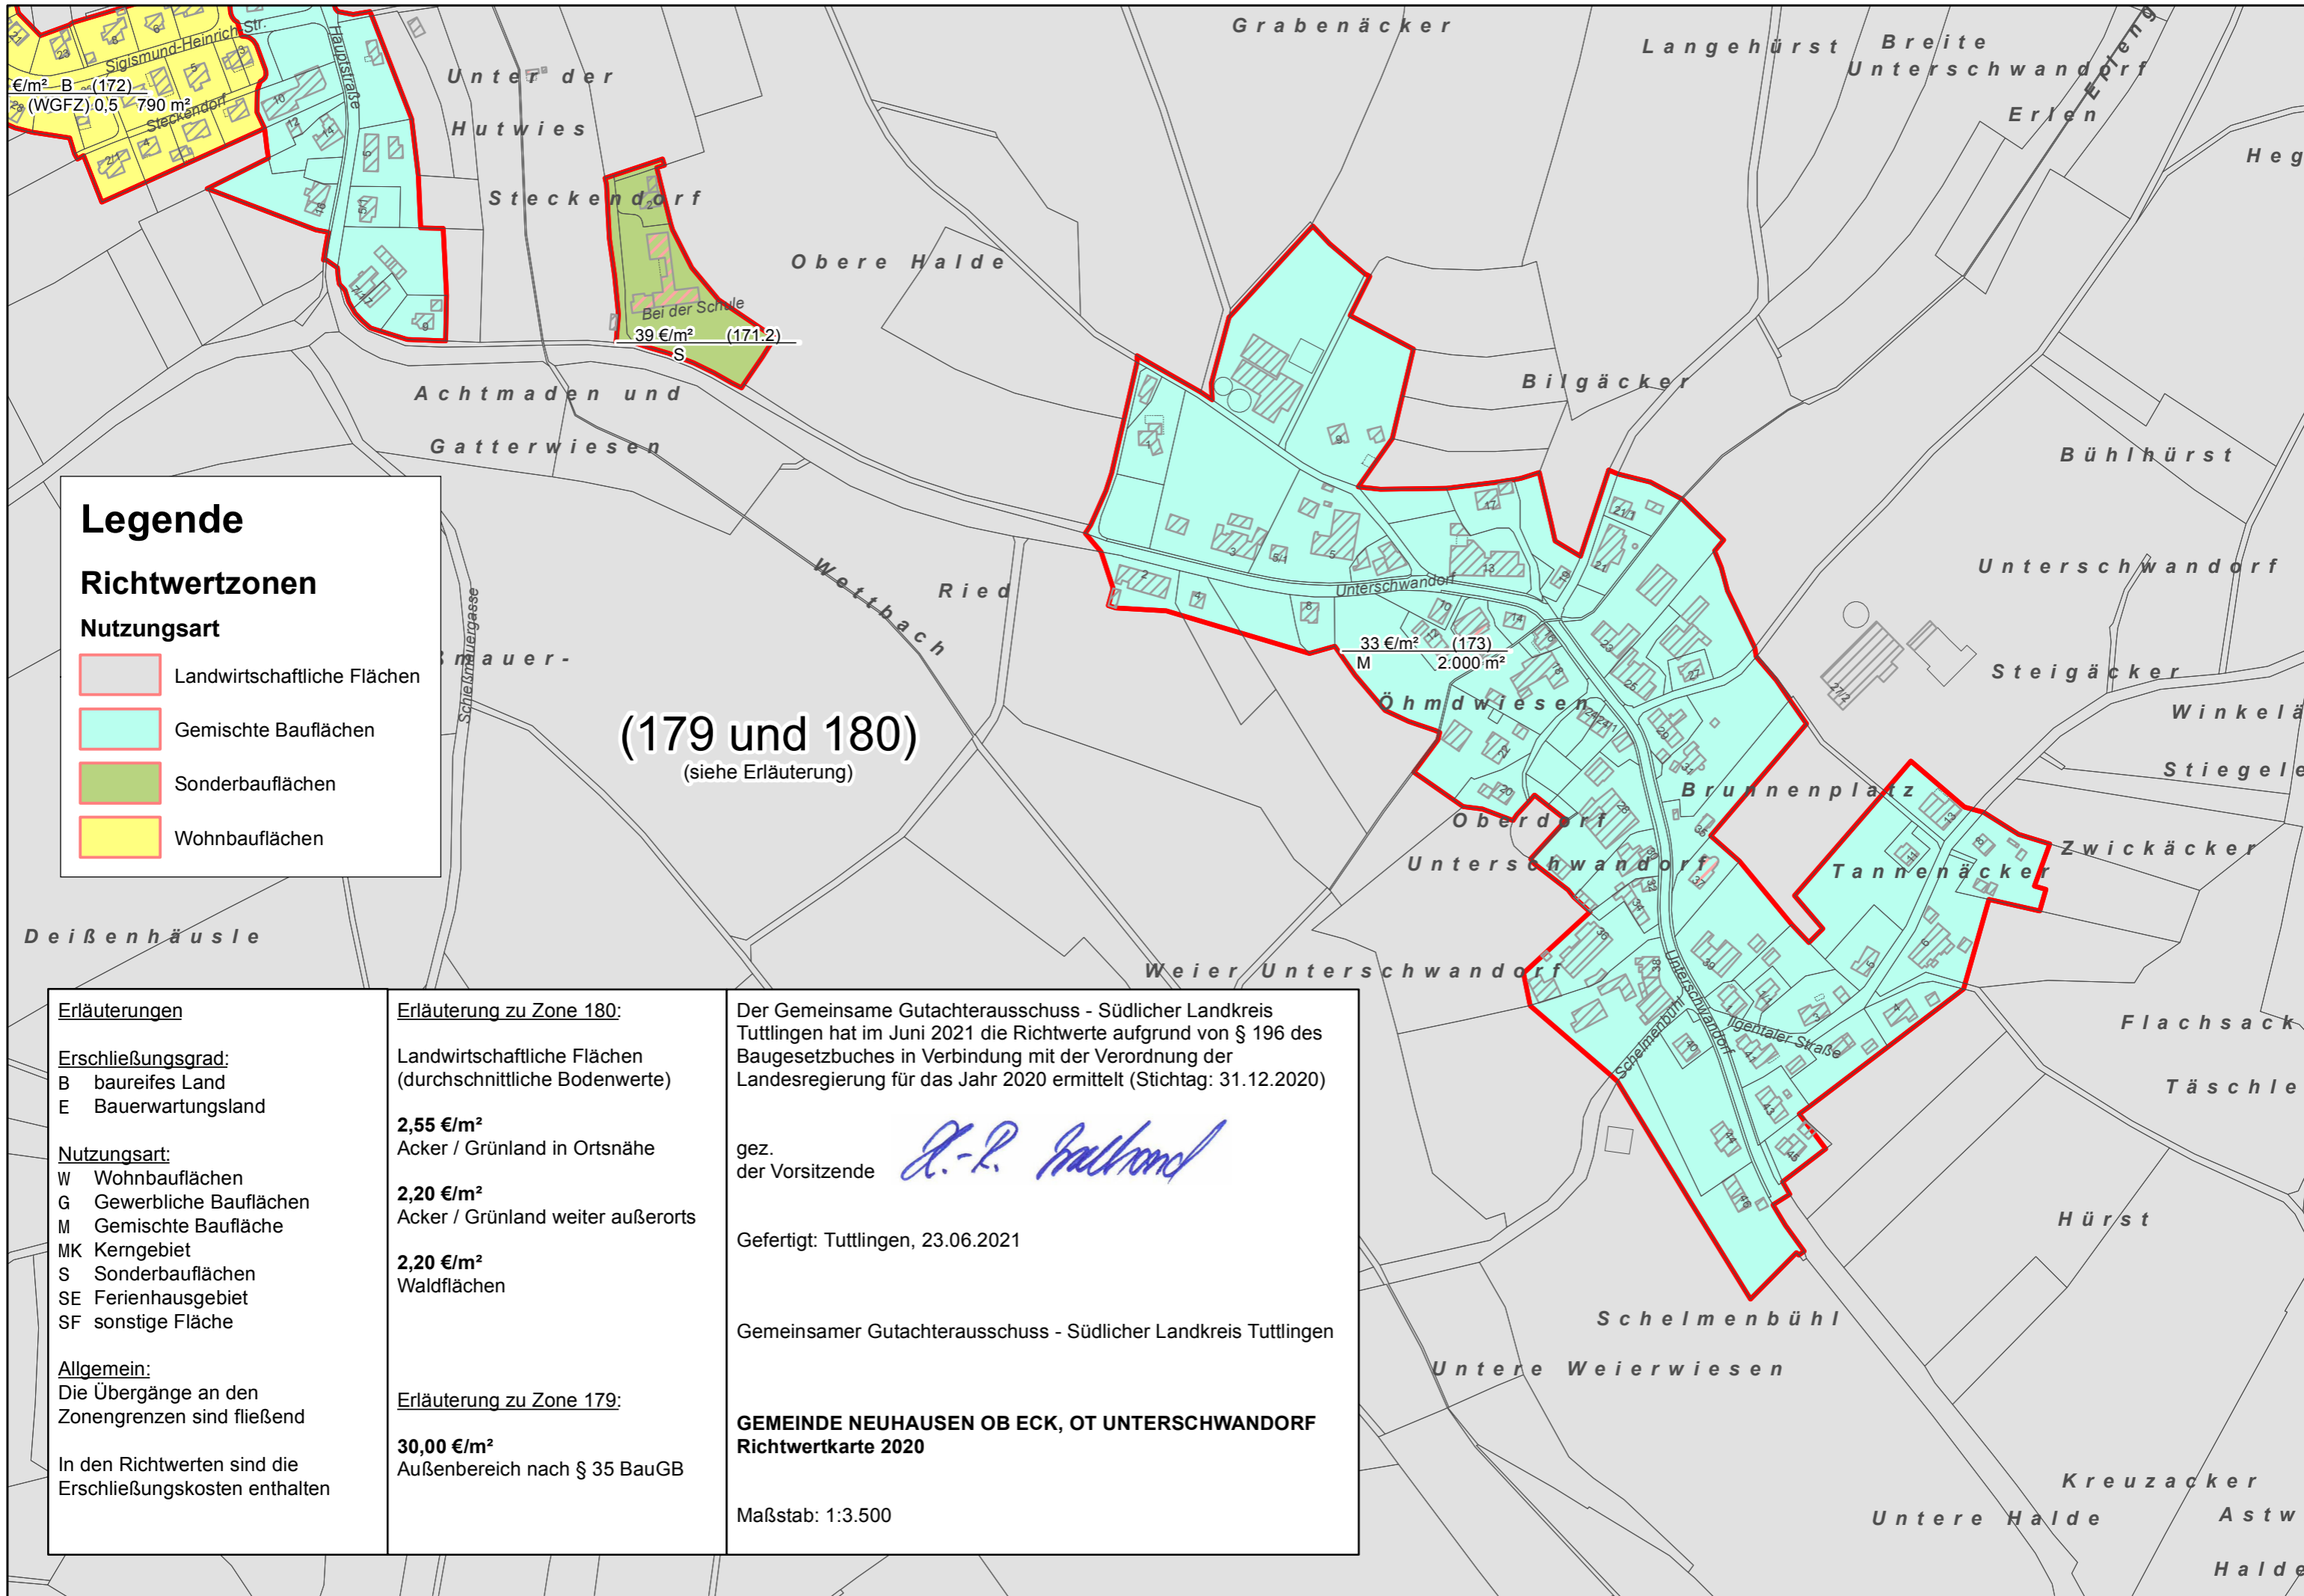 Grabenäcker
Langehürst
Breite
Unterschwandorf
Erleng
Erlen
Heg
Unter der
Hutwies
Steckendorf
Sigismund-Heinrich-Str.
Hauptstraße
Steckendorf
€/m² B (172)
(WGFZ) 0,5 790 m²
Obere Halde
Bei der Schule
39 €/m² (171.2)
S
Achtmaden und
Gatterwiesen
Bilgäcker
Bühlhürst
Unterschwandorf
Steigäcker
Winkelä
Stiegele
Zwickäcker
Wettbach
Ried
Unterschwandorf
33 €/m² (173)
M 2.000 m²
Öhmdwiesen
Brunnenplatz
Oberdorf
Unterschwandorf
Tannenäcker
Weier Unterschwandorf
Unterschwandorf
Schelmenbühl
Ilgentaler Straße
Flachsack
Täschle
Hürst
Schelmenbühl
Untere Weierwiesen
Kreuzacker
Untere Halde
Astw
Halde
Deißenhäusle
Schießmauergasse
ßmauer-
(179 und 180)
(siehe Erläuterung)
Legende
Richtwertzonen
Nutzungsart
Landwirtschaftliche Flächen
Gemischte Bauflächen
Sonderbauflächen
Wohnbauflächen
Erläuterungen
Erschließungsgrad:
B baureifes Land
E Bauerwartungsland
Nutzungsart:
W Wohnbauflächen
G Gewerbliche Bauflächen
M Gemischte Baufläche
MK Kerngebiet
S Sonderbauflächen
SE Ferienhausgebiet
SF sonstige Fläche
Allgemein:
Die Übergänge an den
Zonengrenzen sind fließend
In den Richtwerten sind die
Erschließungskosten enthalten
Erläuterung zu Zone 180:
Landwirtschaftliche Flächen
(durchschnittliche Bodenwerte)
2,55 €/m²
Acker / Grünland in Ortsnähe
2,20 €/m²
Acker / Grünland weiter außerorts
2,20 €/m²
Waldflächen
Erläuterung zu Zone 179:
30,00 €/m²
Außenbereich nach § 35 BauGB
Der Gemeinsame Gutachterausschuss - Südlicher Landkreis
Tuttlingen hat im Juni 2021 die Richtwerte aufgrund von § 196 des
Baugesetzbuches in Verbindung mit der Verordnung der
Landesregierung für das Jahr 2020 ermittelt (Stichtag: 31.12.2020)
gez.
der Vorsitzende
Gefertigt: Tuttlingen, 23.06.2021
Gemeinsamer Gutachterausschuss - Südlicher Landkreis Tuttlingen
GEMEINDE NEUHAUSEN OB ECK, OT UNTERSCHWANDORF
Richtwertkarte 2020
Maßstab: 1:3.500